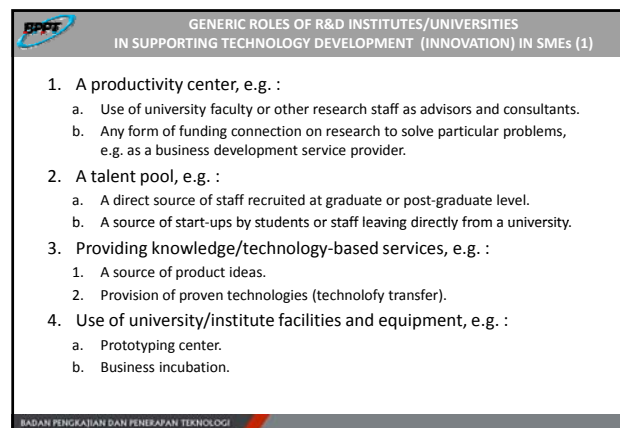 BPPT
GENERIC ROLES OF R&D INSTITUTES/UNIVERSITIES
IN SUPPORTING TECHNOLOGY DEVELOPMENT (INNOVATION) IN SMEs (1)
1. A productivity center, e.g. :
a. Use of university faculty or other research staff as advisors and consultants.
b. Any form of funding connection on research to solve particular problems,
e.g. as a business development service provider.
2. A talent pool, e.g. :
a. A direct source of staff recruited at graduate or post-graduate level.
b. A source of start-ups by students or staff leaving directly from a university.
3. Providing knowledge/technology-based services, e.g. :
1. A source of product ideas.
2. Provision of proven technologies (technolofy transfer).
4. Use of university/institute facilities and equipment, e.g. :
a. Prototyping center.
b. Business incubation.
BADAN PENGKAJIAN DAN PENERAPAN TEKNOLOGI